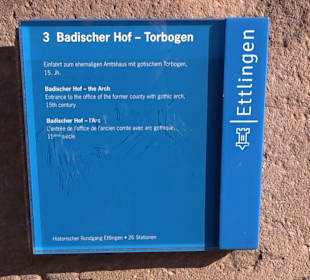 3 Badischer Hof – Torbogen
Einfahrt zum ehemaligen Amtshaus mit gotischem Torbogen,
15. Jh.
Badischer Hof – the Arch
Entrance to the office of the former county with gothic arch,
15th century
Badischer Hof – l'Arc
L'entrée de l'office de l'ancien comté avec arc gothique,
15ème siècle
Historischer Rundgang Ettlingen • 26 Stationen
Ettlingen